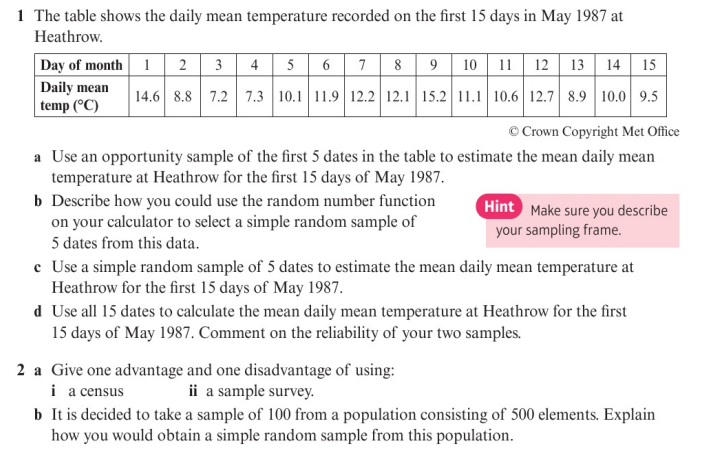 1 The table shows the daily mean temperature recorded on the first 15 days in May 1987 at
Heathrow.
Day of month 1 2 3 4 5 6 7 8 9 10 11 12 13 14 15
Daily mean
temp (°C) 14.6 8.8 7.2 7.3 10.1 11.9 12.2 12.1 15.2 11.1 10.6 12.7 8.9 10.0 9.5
© Crown Copyright Met Office
a Use an opportunity sample of the first 5 dates in the table to estimate the mean daily mean
temperature at Heathrow for the first 15 days of May 1987.
b Describe how you could use the random number function
on your calculator to select a simple random sample of
5 dates from this data.
Hint Make sure you describe
your sampling frame.
c Use a simple random sample of 5 dates to estimate the mean daily mean temperature at
Heathrow for the first 15 days of May 1987.
d Use all 15 dates to calculate the mean daily mean temperature at Heathrow for the first
15 days of May 1987. Comment on the reliability of your two samples.
2 a Give one advantage and one disadvantage of using:
i a census ii a sample survey.
b It is decided to take a sample of 100 from a population consisting of 500 elements. Explain
how you would obtain a simple random sample from this population.